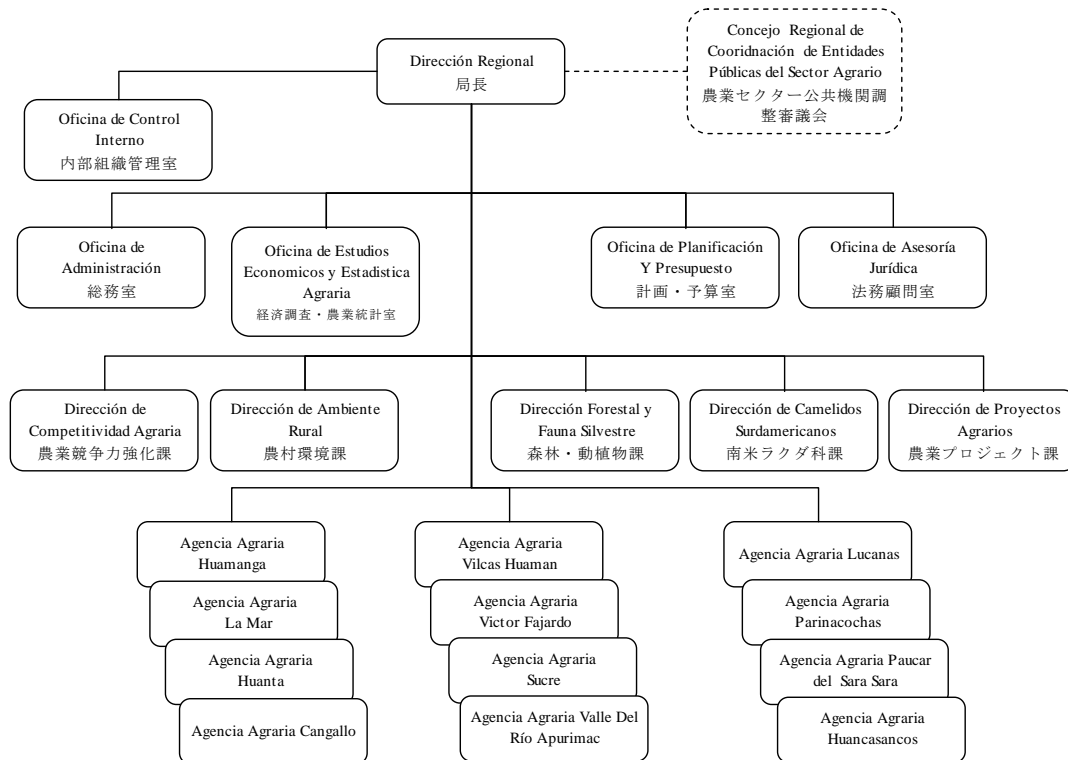 Concejo Regional de
Cooridnación de Entidades
Públicas del Sector Agrario
農業セクター公共機関調
整審議会
Dirección Regional
局長
Oficina de Control
Interno
内部組織管理室
Oficina de
Administración
総務室
Oficina de Estudios
Economicos y Estadistica
Agraria
経済調査・農業統計室
Oficina de Planificación
Y Presupuesto
計画・予算室
Oficina de Asesoría
Jurídica
法務顧問室
Dirección de
Competitividad Agraria
農業競争力強化課
Dirección de Ambiente
Rural
農村環境課
Dirección Forestal y
Fauna Silvestre
森林・動植物課
Dirección de Camelidos
Surdamericanos
南米ラクダ科課
Dirección de Proyectos
Agrarios
農業プロジェクト課
Agencia Agraria
Huamanga
Agencia Agraria
La Mar
Agencia Agraria
Huanta
Agencia Agraria Cangallo
Agencia Agraria
Vilcas Huaman
Agencia Agraria
Victor Fajardo
Agencia Agraria
Sucre
Agencia Agraria Valle Del
Río Apurimac
Agencia Agraria Lucanas
Agencia Agraria
Parinacochas
Agencia Agraria Paucar
del Sara Sara
Agencia Agraria
Huancasancos